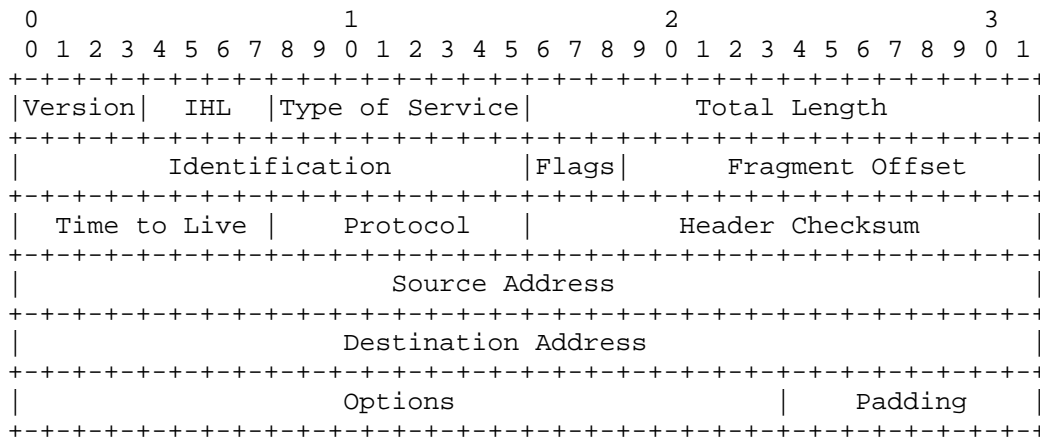 0                   1                   2                   3
0 1 2 3 4 5 6 7 8 9 0 1 2 3 4 5 6 7 8 9 0 1 2 3 4 5 6 7 8 9 0 1
+-+-+-+-+-+-+-+-+-+-+-+-+-+-+-+-+-+-+-+-+-+-+-+-+-+-+-+-+-+-+-+-+
|Version|  IHL  |Type of Service|          Total Length         |
+-+-+-+-+-+-+-+-+-+-+-+-+-+-+-+-+-+-+-+-+-+-+-+-+-+-+-+-+-+-+-+-+
|         Identification        |Flags|      Fragment Offset    |
+-+-+-+-+-+-+-+-+-+-+-+-+-+-+-+-+-+-+-+-+-+-+-+-+-+-+-+-+-+-+-+-+
|  Time to Live |    Protocol   |         Header Checksum       |
+-+-+-+-+-+-+-+-+-+-+-+-+-+-+-+-+-+-+-+-+-+-+-+-+-+-+-+-+-+-+-+-+
|                       Source Address                          |
+-+-+-+-+-+-+-+-+-+-+-+-+-+-+-+-+-+-+-+-+-+-+-+-+-+-+-+-+-+-+-+-+
|                    Destination Address                        |
+-+-+-+-+-+-+-+-+-+-+-+-+-+-+-+-+-+-+-+-+-+-+-+-+-+-+-+-+-+-+-+-+
|                    Options                    |    Padding    |
+-+-+-+-+-+-+-+-+-+-+-+-+-+-+-+-+-+-+-+-+-+-+-+-+-+-+-+-+-+-+-+-+